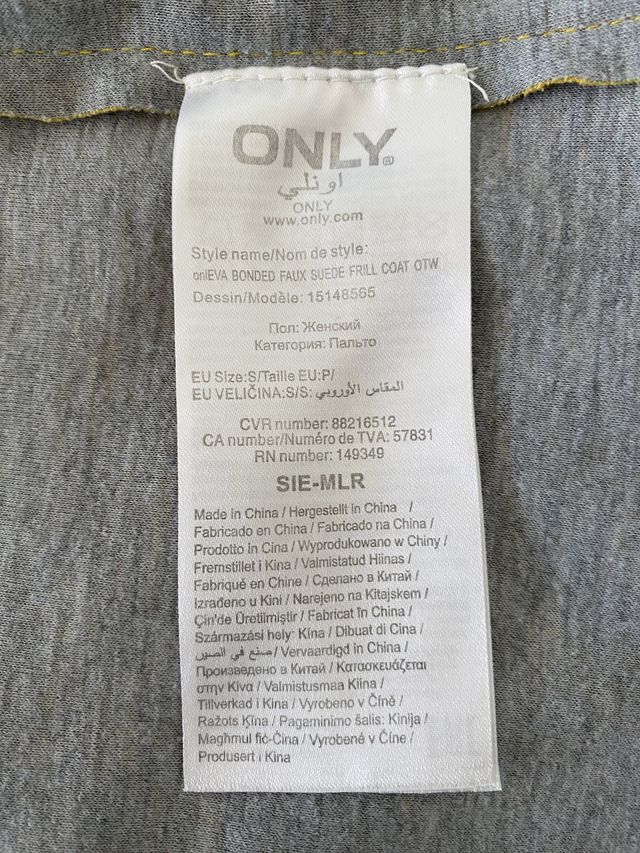 ONLY®
اونلي
ONLY
www.only.com
Style name/Nom de style:
onlEVA BONDED FAUX SUEDE FRILL COAT OTW
Dessin/Modèle: 15148565
Пол: Женский
Категория: Пальто
EU Size:S/Taille EU:P/
EU VELIČINA:S/S: المقاس الأوروبي
CVR number: 88216512
CA number/Numéro de TVA: 57831
RN number: 149349
SIE-MLR
Made in China / Hergestellt in China /
Fabricado en China / Fabricado na China /
Prodotto in Cina / Wyprodukowano w Chiny /
Fremstillet i Kina / Valmistatud Hiinas /
Fabriqué en Chine / Сделано в Китай /
Izrađeno u Kini / Narejeno na Kitajskem /
Çin'de Üretilmiştir / Fabricat în China /
Származási hely: Kína / Dibuat di Cina /
صنع في الصين / Vervaardigd in China /
Произведено в Китай / Κατασκευάζεται
στην Κίνα / Valmistusmaa Kiina /
Tillverkad i Kina / Vyrobeno v Číně /
Ražots Ķīna / Pagaminimo šalis: Kinija /
Magħmul fiċ-Ċina / Vyrobené v Číne /
Produsert i Kina